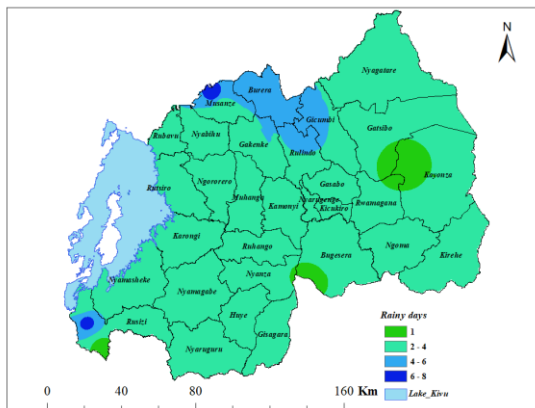 N
Nyagatare
Burera
Musanze
Gicumbi
Rubavu
Nyabihu
Gakenke
Rulindo
Gatsibo
Kayonza
Rutsiro
Ngororero
Muhanga
Kamunyi
Gasabo
Nyarugenge
Kicukiro
Rwamagana
Karongi
Ruhango
Bugesera
Ngoma
Kirehe
Nyamasheke
Nyanza
Nyamagabe
Rusizi
Huye
Gisagara
Nyaruguru
Rainy days
1
2 - 4
4 - 6
6 - 8
Lake_Kivu
0 40 80 160 Km